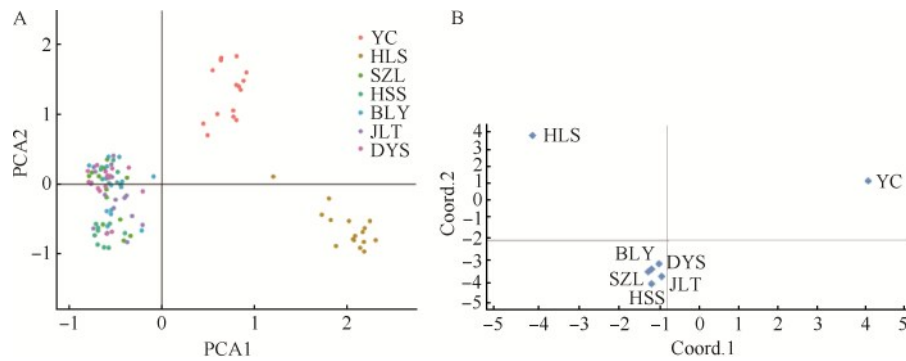 A
2
1
0
−1
PCA2
−1
0
1
2
PCA1
YC
HLS
SZL
HSS
BLY
JLT
DYS
B
4
3
2
1
0
−1
−2
−3
−4
−5
Coord.2
−5
−4
−3
−2
−1
0
1
2
3
4
5
Coord.1
HLS
YC
BLY
DYS
SZL
JLT
HSS